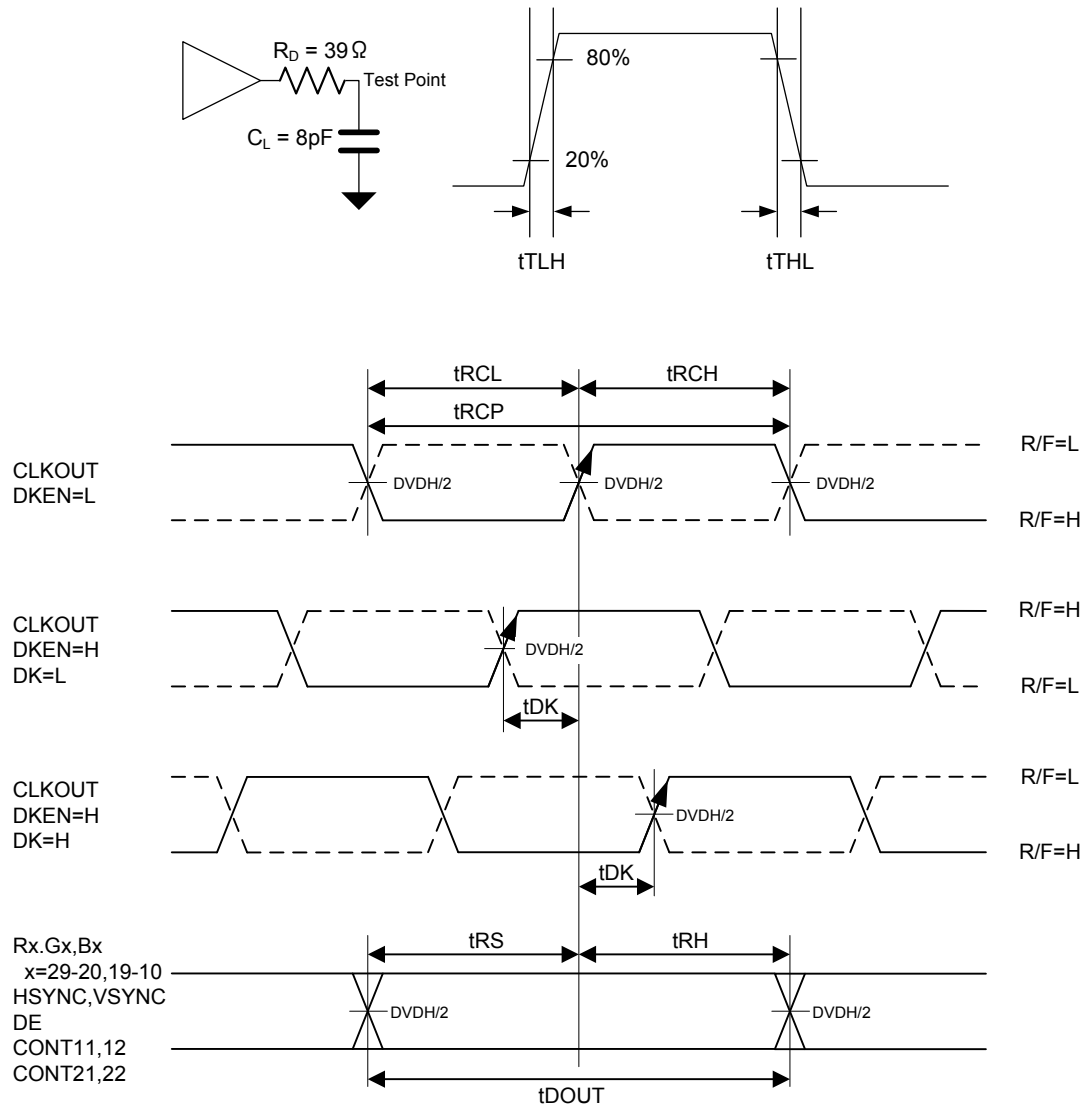 R_D = 39Ω
Test Point
C_L = 8pF
80%
20%
tTLH
tTHL
tRCL
tRCH
tRCP
R/F=L
CLKOUT
DKEN=L
DVDH/2
DVDH/2
DVDH/2
R/F=H
CLKOUT
DKEN=H
DK=L
R/F=H
DVDH/2
R/F=L
tDK
CLKOUT
DKEN=H
DK=H
R/F=L
DVDH/2
R/F=H
tDK
Rx.Gx,Bx
x=29-20,19-10
HSYNC,VSYNC
DE
CONT11,12
CONT21,22
tRS
tRH
DVDH/2
DVDH/2
tDOUT